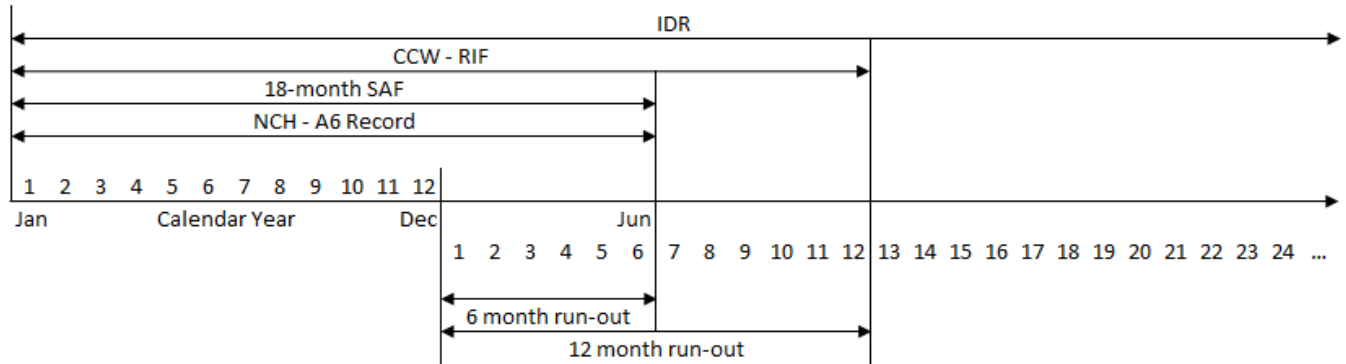 IDR
CCW - RIF
18-month SAF
NCH - A6 Record
1 2 3 4 5 6 7 8 9 10 11 12
Jan Calendar Year Dec Jun
1 2 3 4 5 6 7 8 9 10 11 12 13 14 15 16 17 18 19 20 21 22 23 24 ...
6 month run-out
12 month run-out